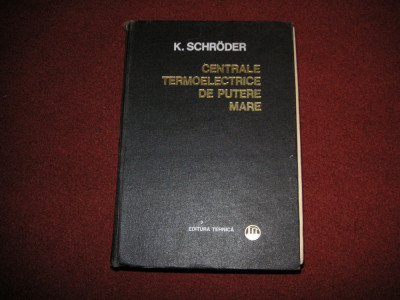 K. SCHRÖDER
CENTRALE
TERMOELECTRICE
DE PUTERE
MARE
EDITURA TEHNICĂ